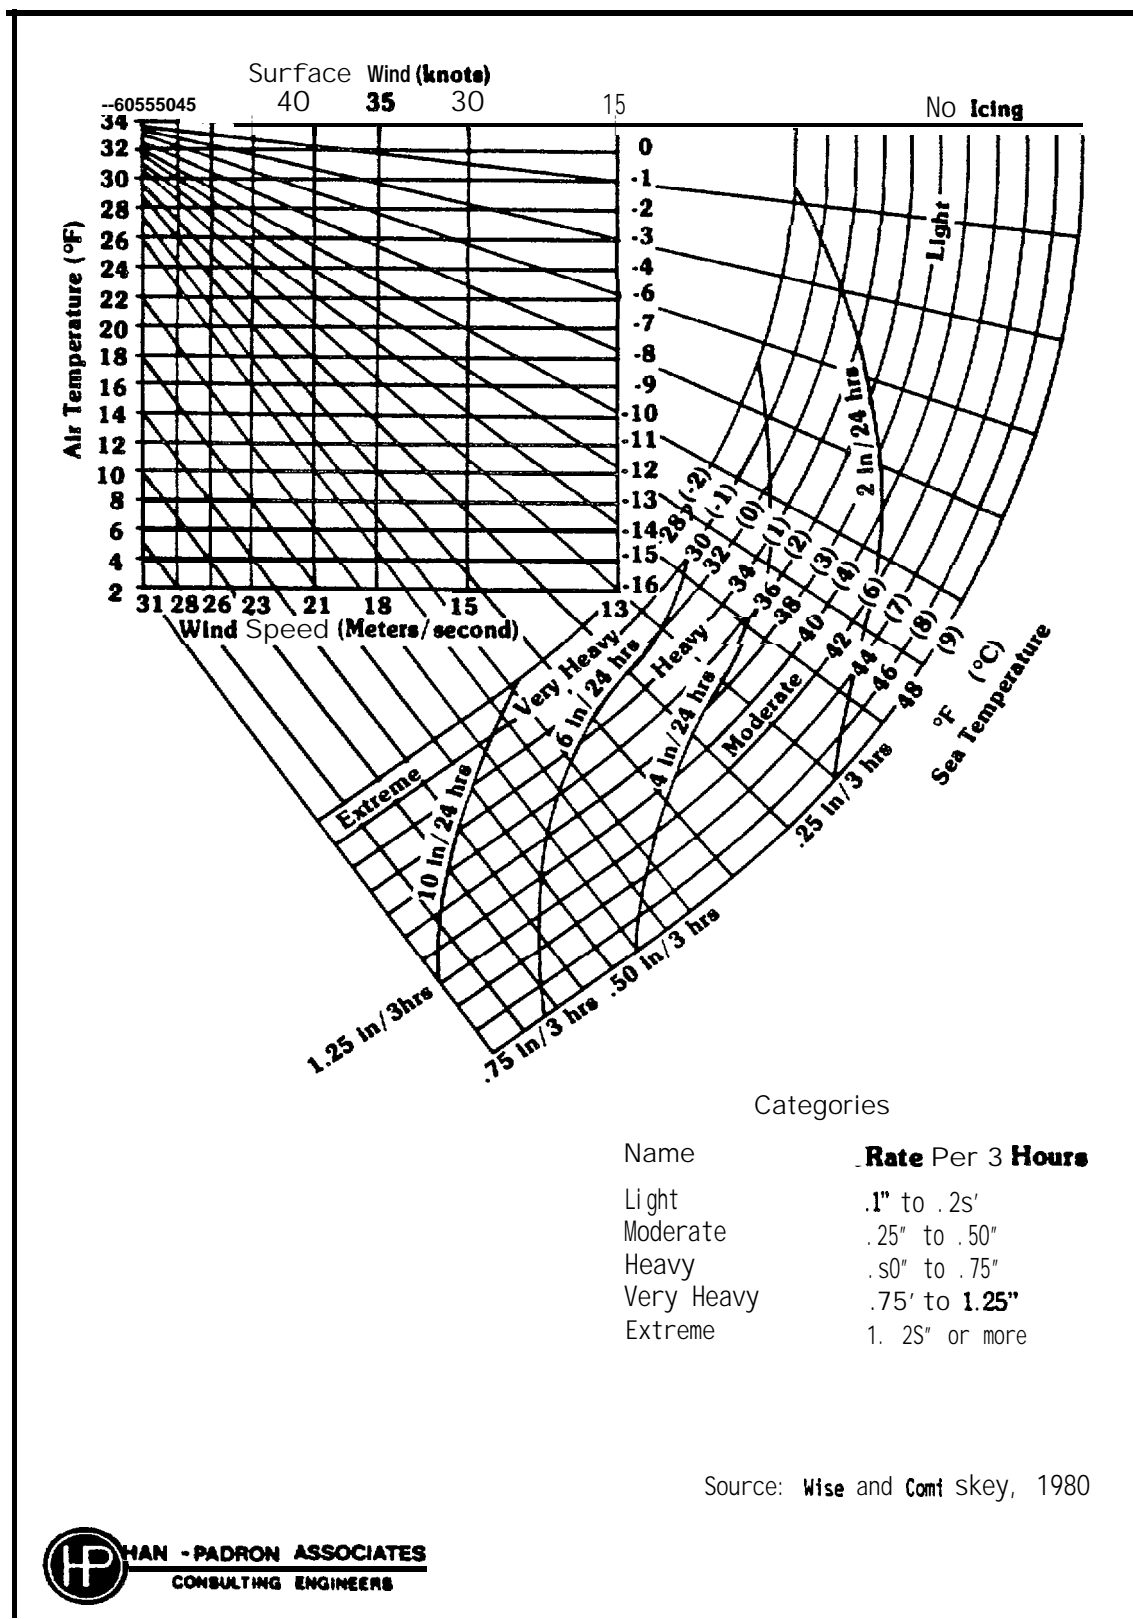 Surface Wind (knots)
--60555045 40 35 30 15 No Icing
34
32 0
30 -1
28 -2
26 -3
24 -4
22 -6
20 -7
18 -8
16 -9
14 -10
12 -11
10 -12
8 -13
6 -14
4 -15
2 -16
Air Temperature (°F)
31 28 26 23 21 18 15 13
Wind Speed (Meters/second)
Light
2 in/24 hrs
-28 (-2)
30 (-1)
32 (0)
-34 (1)
-36 (2)
38 (3)
-40 (4)
-42 (6)
-44 (7)
46 (8)
48 (9)
°F (°C)
Sea Temperature
Very Heavy
Heavy
Moderate
Extreme
6 in/24 hrs
4 in/24 hrs
10 in/24 hrs
.25 in/3 hrs
.50 in/3 hrs
.75 in/3 hrs
1.25 in/3hrs
Categories
Name .Rate Per 3 Hours
Light .1" to .2s'
Moderate .25" to .50"
Heavy .s0" to .75"
Very Heavy .75' to 1.25"
Extreme 1. 2S" or more
Source: Wise and Comi skey, 1980
HP
HAN - PADRON ASSOCIATES
CONSULTING ENGINEERS